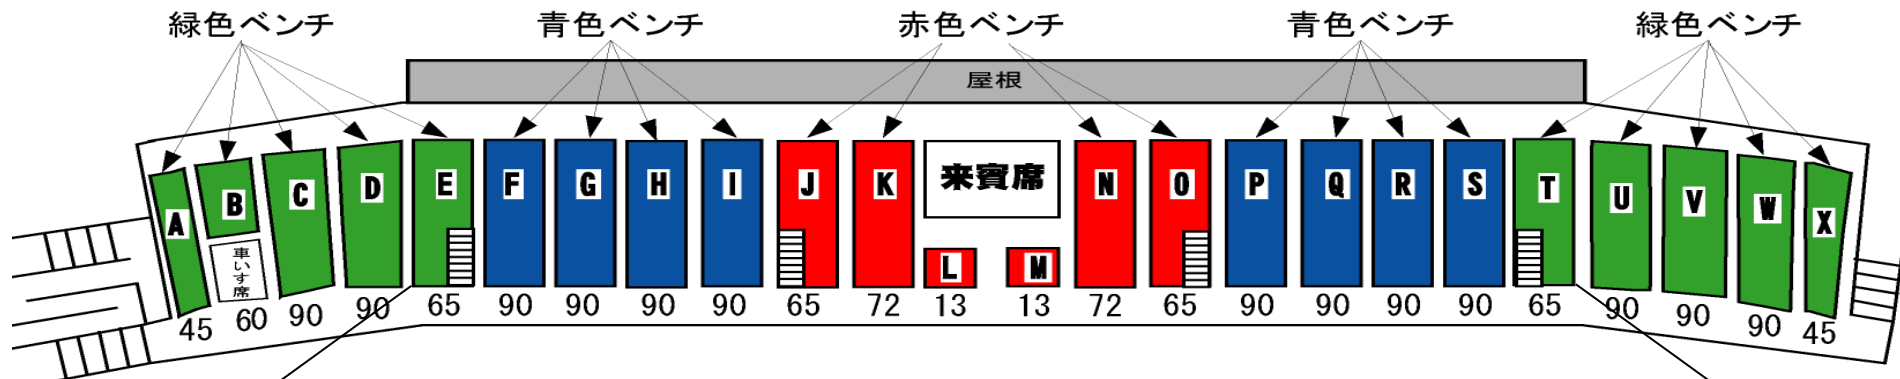 緑色ベンチ 青色ベンチ 赤色ベンチ 青色ベンチ 緑色ベンチ
屋根
A B C D E F G H I J K 来賓席 N O P Q R S T U V W X
車いす席 L M
45 60 90 90 65 90 90 90 90 65 72 13 13 72 65 90 90 90 90 65 90 90 90 45